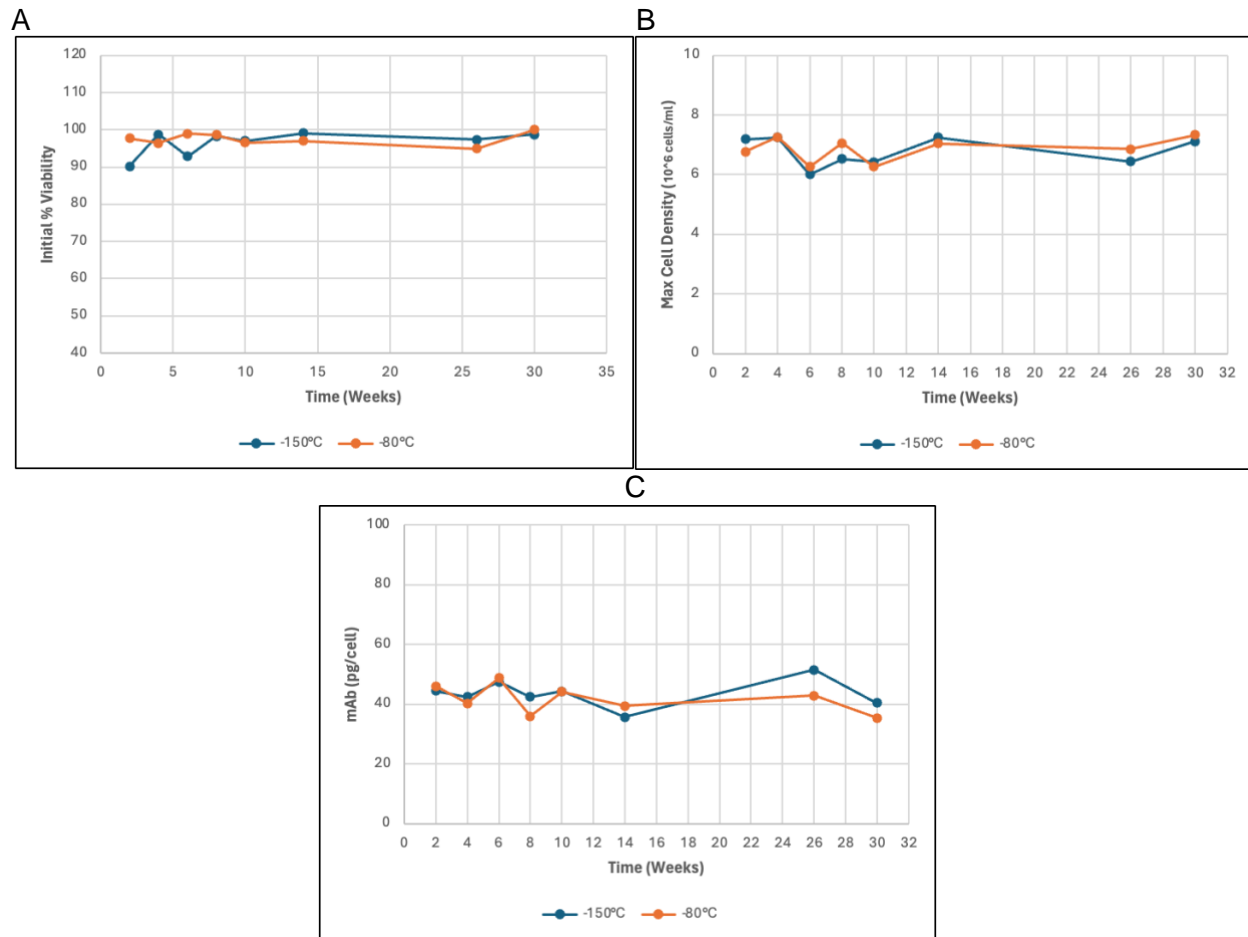 A
120
110
100
90
80
70
60
50
40
Initial % Viability
0 5 10 15 20 25 30 35
Time (Weeks)
-150ºC -80ºC
B
10
8
6
4
2
0
Max Cell Density (10^6 cells/ml)
0 2 4 6 8 10 12 14 16 18 20 22 24 26 28 30 32
Time (Weeks)
-150ºC -80ºC
C
100
80
60
40
20
0
mAb (pg/cell)
0 2 4 6 8 10 12 14 16 18 20 22 24 26 28 30 32
Time (Weeks)
-150ºC -80ºC